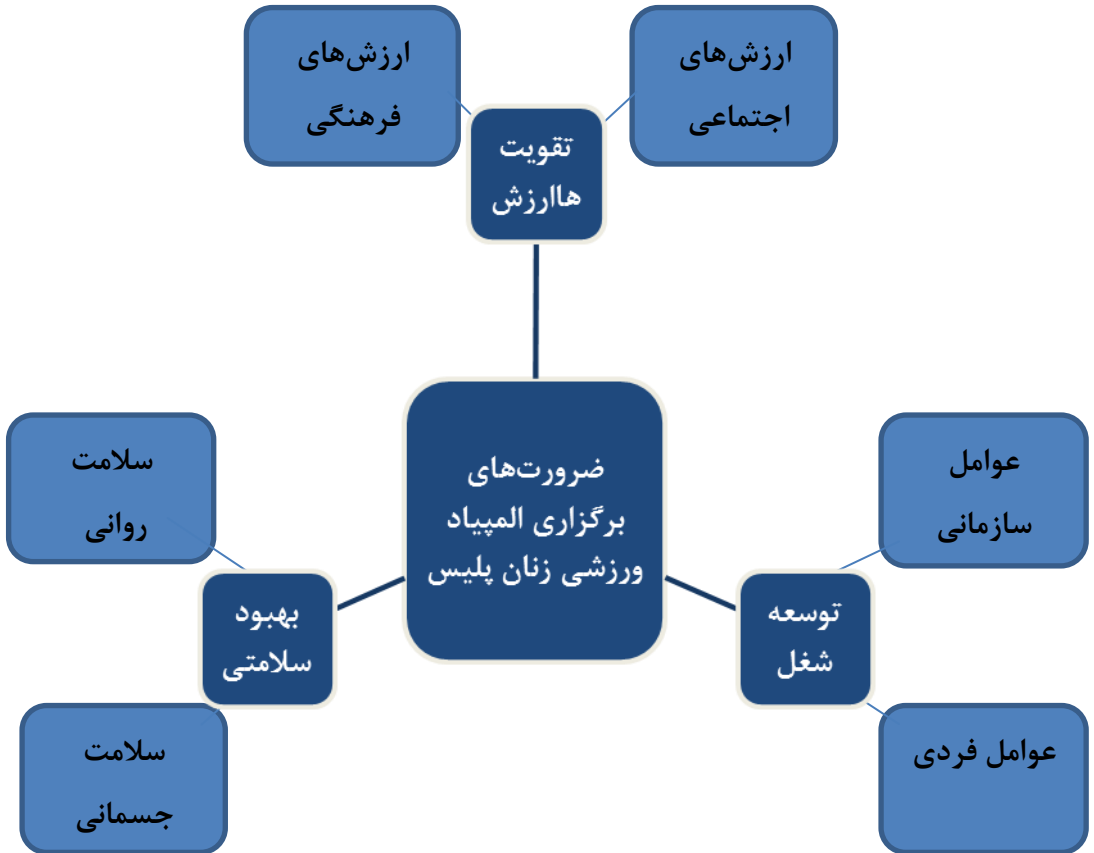 ارزش‌های
اجتماعی
ارزش‌های
فرهنگی
تقویت
هاارزش
ضرورت‌های
برگزاری المپیاد
ورزشی زنان پلیس
عوامل
سازمانی
توسعه
شغل
عوامل فردی
سلامت
روانی
بهبود
سلامتی
سلامت
جسمانی